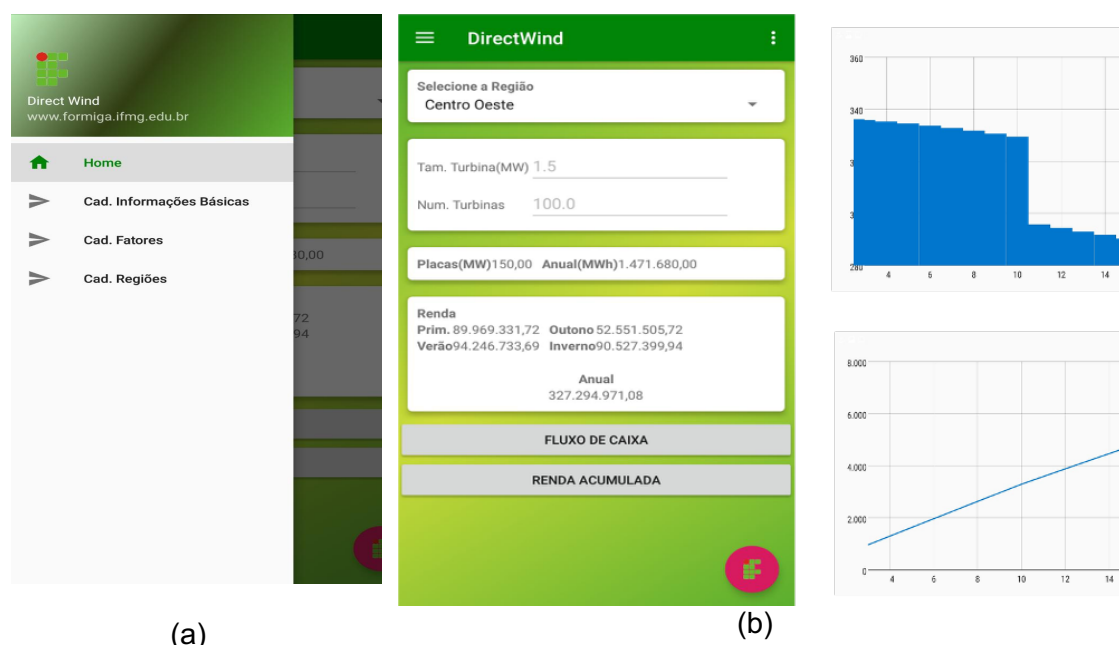 Direct Wind
www.formiga.ifmg.edu.br
Home
Cad. Informações Básicas
Cad. Fatores
Cad. Regiões
0,00
72
94
(a)
DirectWind
Selecione a Região
Centro Oeste
Tam. Turbina(MW) 1.5
Num. Turbinas 100.0
Placas(MW)150,00 Anual(MWh)1.471.680,00
Renda
Prim. 89.969.331,72 Outono 52.551.505,72
Verão94.246.733,69 Inverno90.527.399,94
Anual
327.294.971,08
FLUXO DE CAIXA
RENDA ACUMULADA
(b)
360
340
3
3
280
4 6 8 10 12 14
8.000
6.000
4.000
2.000
0
4 6 8 10 12 14